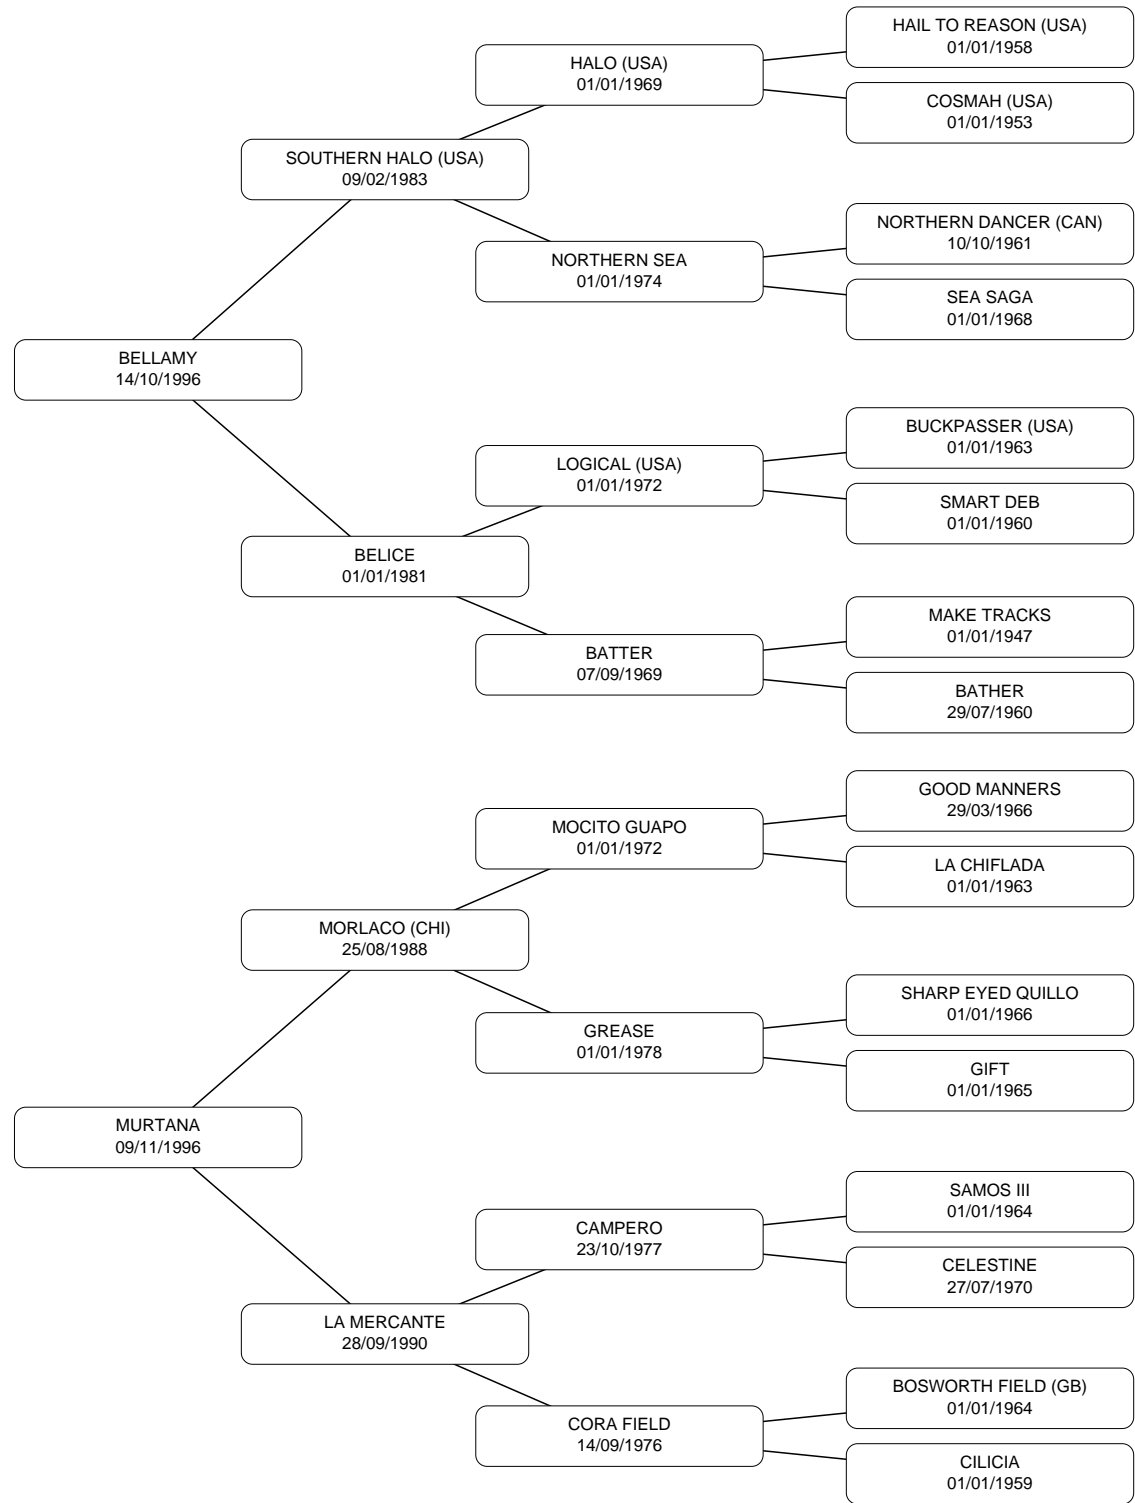 HAIL TO REASON (USA)
01/01/1958
HALO (USA)
01/01/1969
COSMAH (USA)
01/01/1953
SOUTHERN HALO (USA)
09/02/1983
NORTHERN DANCER (CAN)
10/10/1961
NORTHERN SEA
01/01/1974
SEA SAGA
01/01/1968
BELLAMY
14/10/1996
BUCKPASSER (USA)
01/01/1963
LOGICAL (USA)
01/01/1972
SMART DEB
01/01/1960
BELICE
01/01/1981
MAKE TRACKS
01/01/1947
BATTER
07/09/1969
BATHER
29/07/1960
GOOD MANNERS
29/03/1966
MOCITO GUAPO
01/01/1972
LA CHIFLADA
01/01/1963
MORLACO (CHI)
25/08/1988
SHARP EYED QUILLO
01/01/1966
GREASE
01/01/1978
GIFT
01/01/1965
MURTANA
09/11/1996
SAMOS III
01/01/1964
CAMPERO
23/10/1977
CELESTINE
27/07/1970
LA MERCANTE
28/09/1990
BOSWORTH FIELD (GB)
01/01/1964
CORA FIELD
14/09/1976
CILICIA
01/01/1959